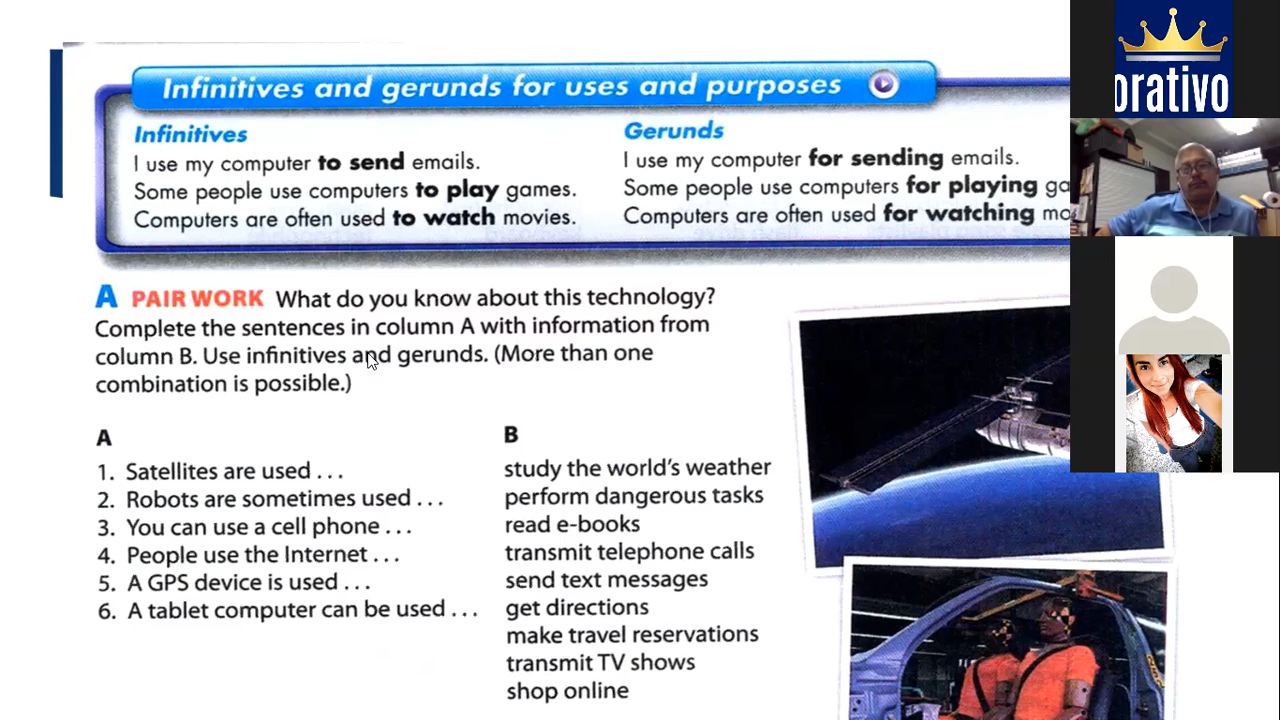 Infinitives and gerunds for uses and purposes
Infinitives
I use my computer to send emails.
Some people use computers to play games.
Computers are often used to watch movies.
Gerunds
I use my computer for sending emails.
Some people use computers for playing ga
Computers are often used for watching mo
A PAIR WORK What do you know about this technology?
Complete the sentences in column A with information from
column B. Use infinitives and gerunds. (More than one
combination is possible.)
A
1. Satellites are used . . .
2. Robots are sometimes used . . .
3. You can use a cell phone . . .
4. People use the Internet . . .
5. A GPS device is used . . .
6. A tablet computer can be used . . .
B
study the world's weather
perform dangerous tasks
read e-books
transmit telephone calls
send text messages
get directions
make travel reservations
transmit TV shows
shop online
orativo